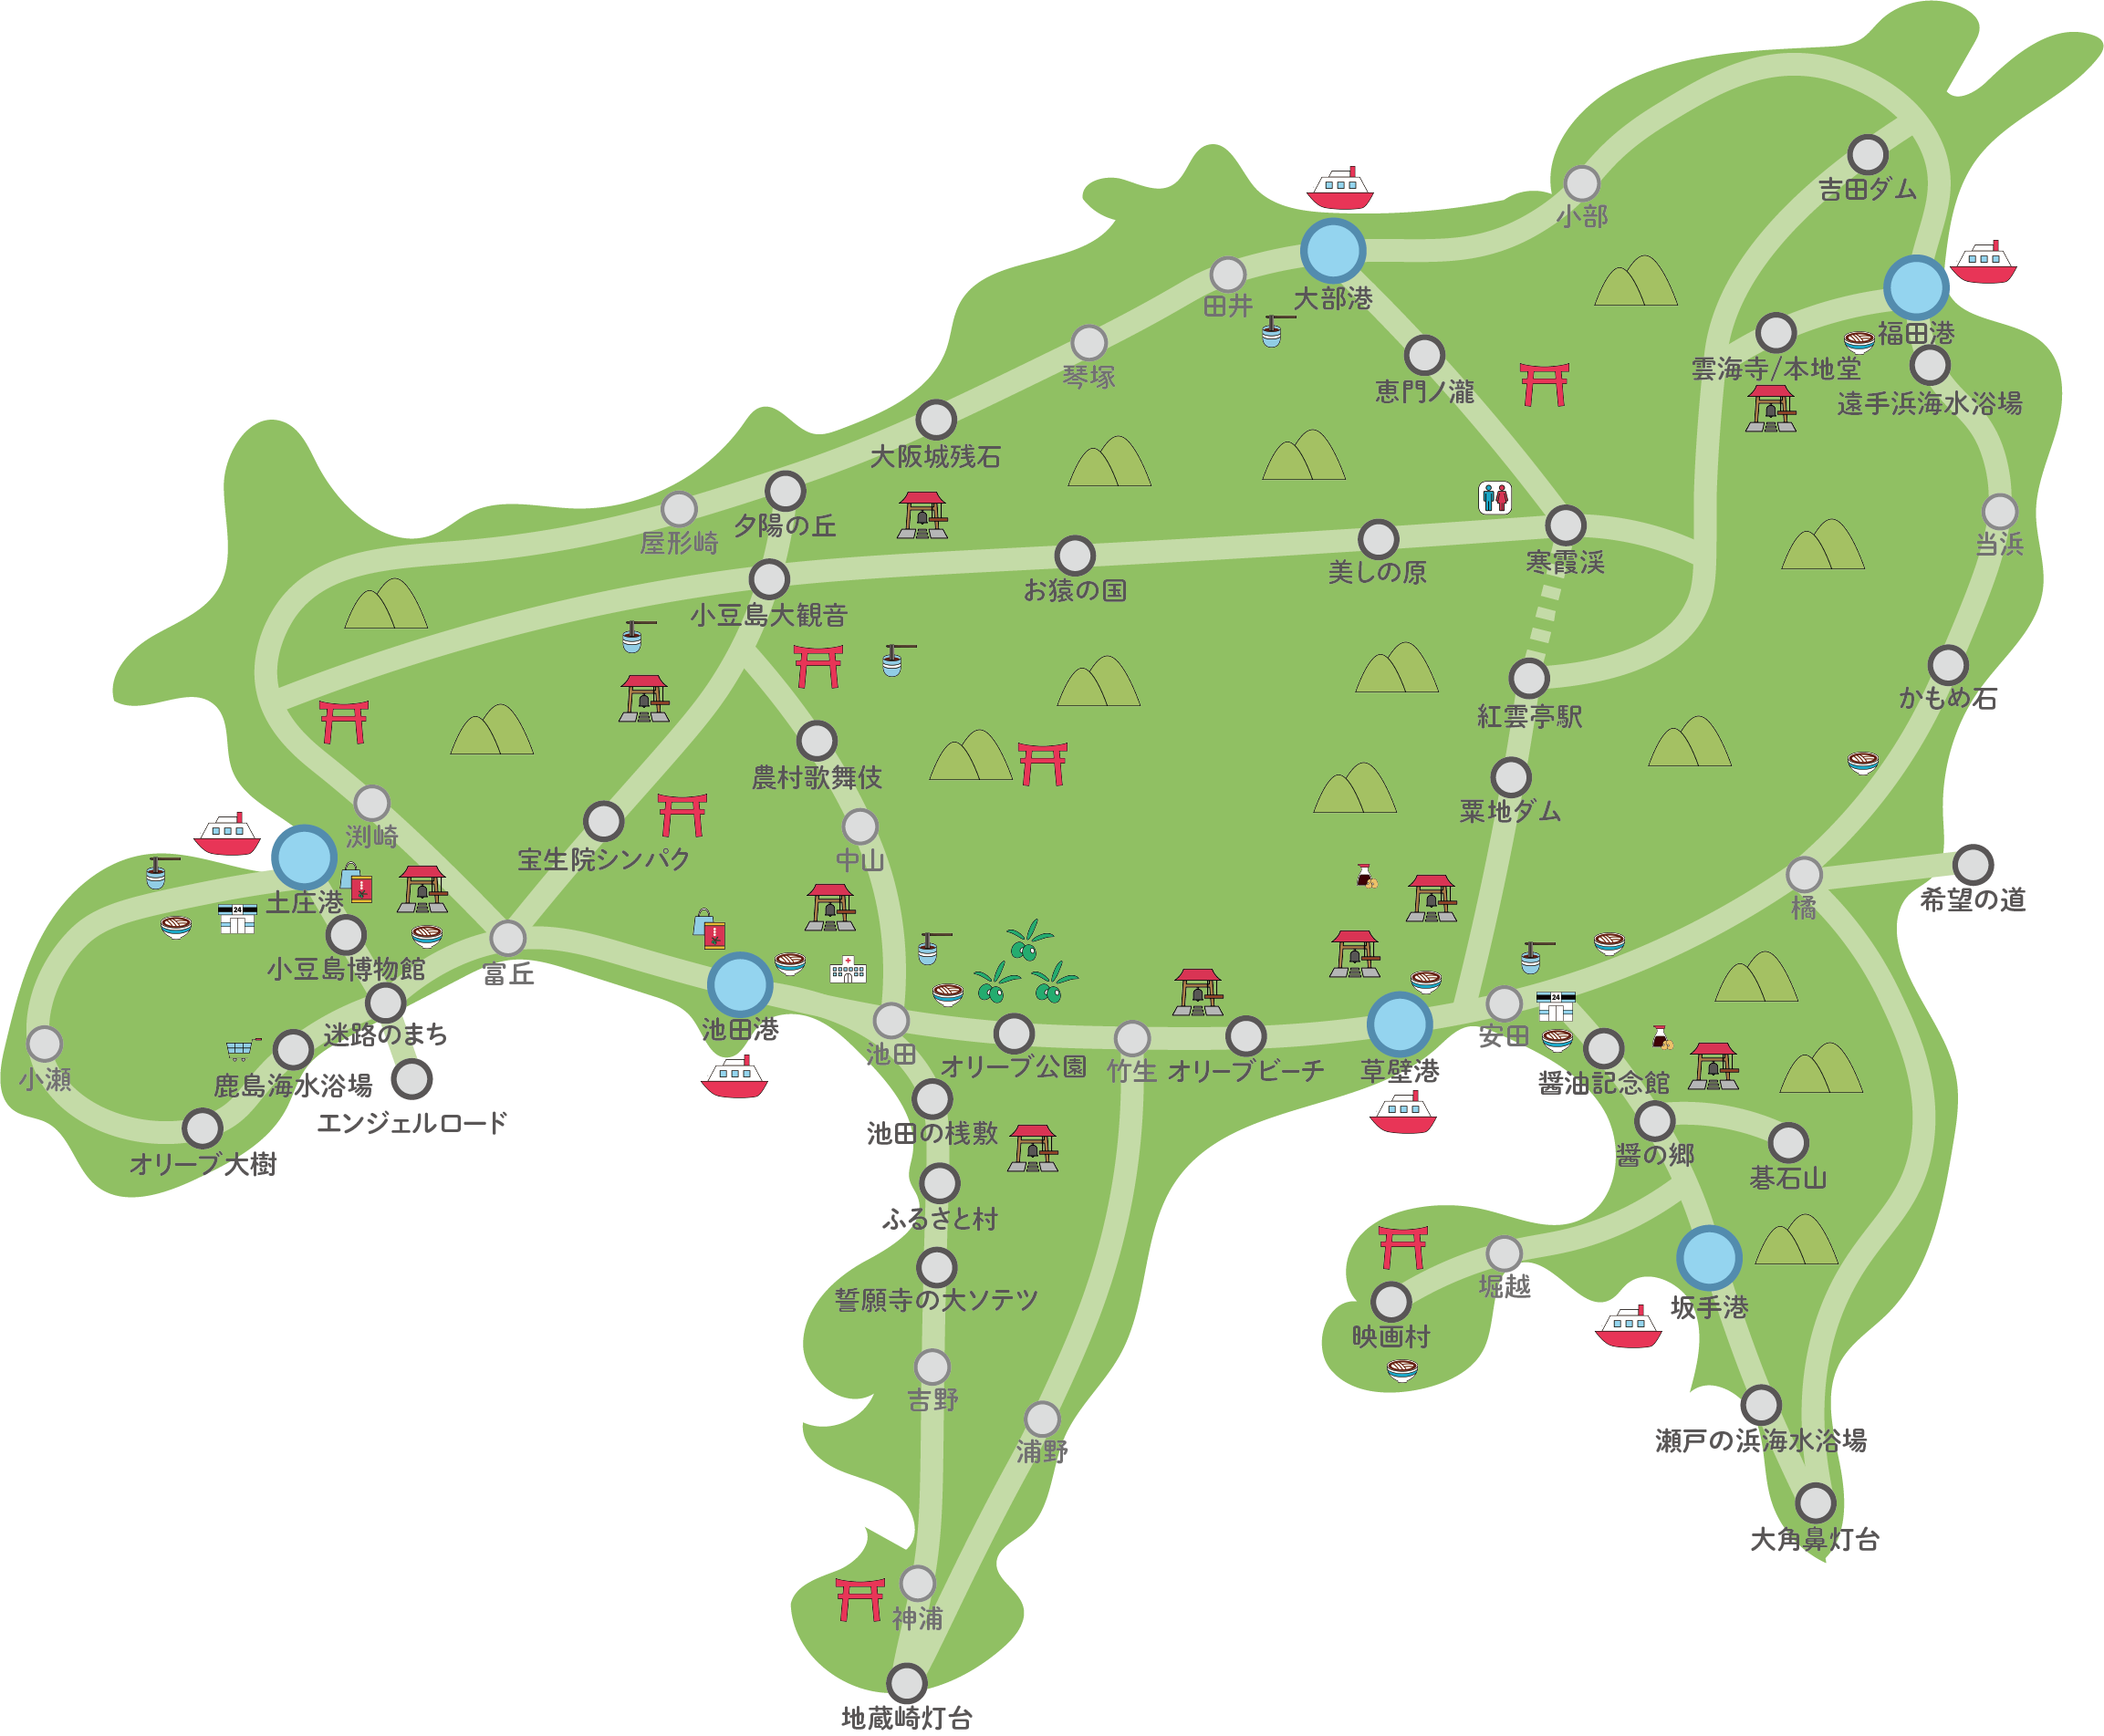 吉田ダム
小部
田井
大部港
福田港
琴塚
恵門ノ瀧
雲海寺/本地堂
遠手浜海水浴場
大阪城残石
夕陽の丘
屋形崎
当浜
寒霞渓
美しの原
お猿の国
小豆島大観音
かもめ石
紅雲亭駅
農村歌舞伎
粟地ダム
渕崎
宝生院シンパク
中山
土庄港
24
橘
希望の道
小豆島博物館
富丘
池田港
池田
迷路のまち
24
安田
小瀬
鹿島海水浴場
オリーブ公園
竹生
オリーブビーチ
草壁港
醤油記念館
エンジェルロード
池田の桟敷
オリーブ大樹
醤の郷
碁石山
ふるさと村
誓願寺の大ソテツ
堀越
坂手港
映画村
吉野
浦野
瀬戸の浜海水浴場
大角鼻灯台
神浦
地蔵崎灯台